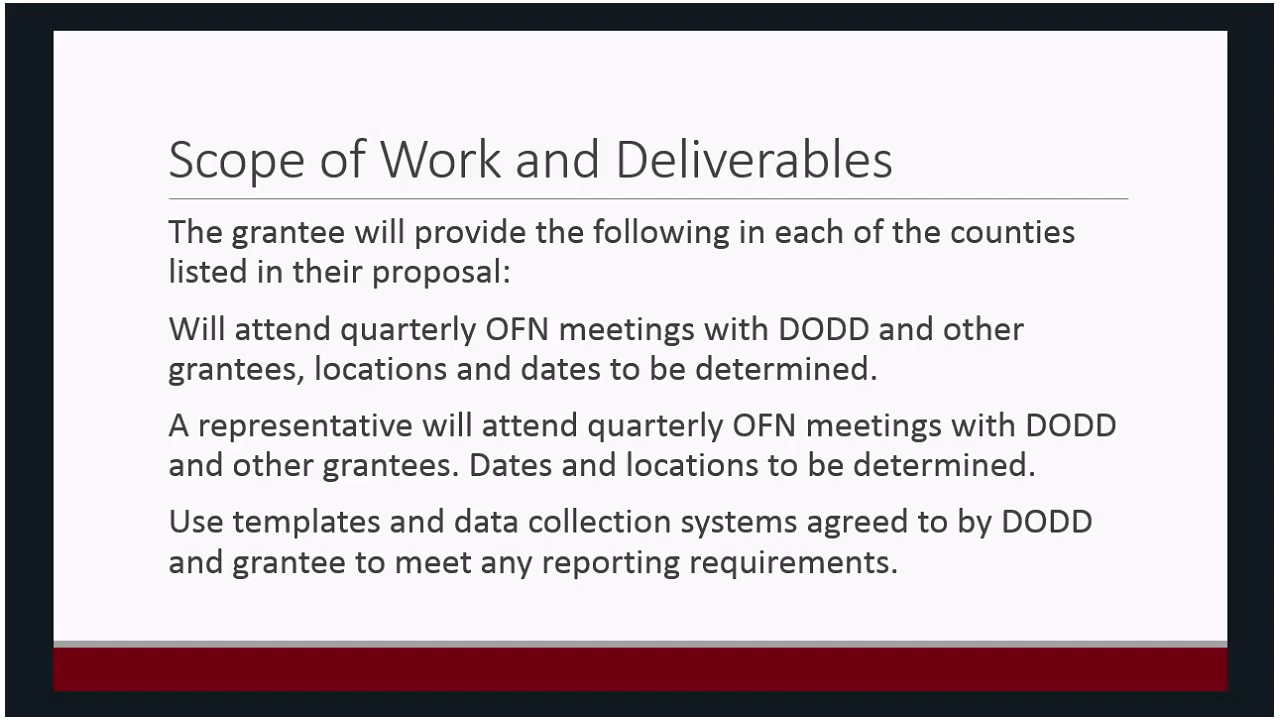 Scope of Work and Deliverables
The grantee will provide the following in each of the counties
listed in their proposal:
Will attend quarterly OFN meetings with DODD and other
grantees, locations and dates to be determined.
A representative will attend quarterly OFN meetings with DODD
and other grantees. Dates and locations to be determined.
Use templates and data collection systems agreed to by DODD
and grantee to meet any reporting requirements.